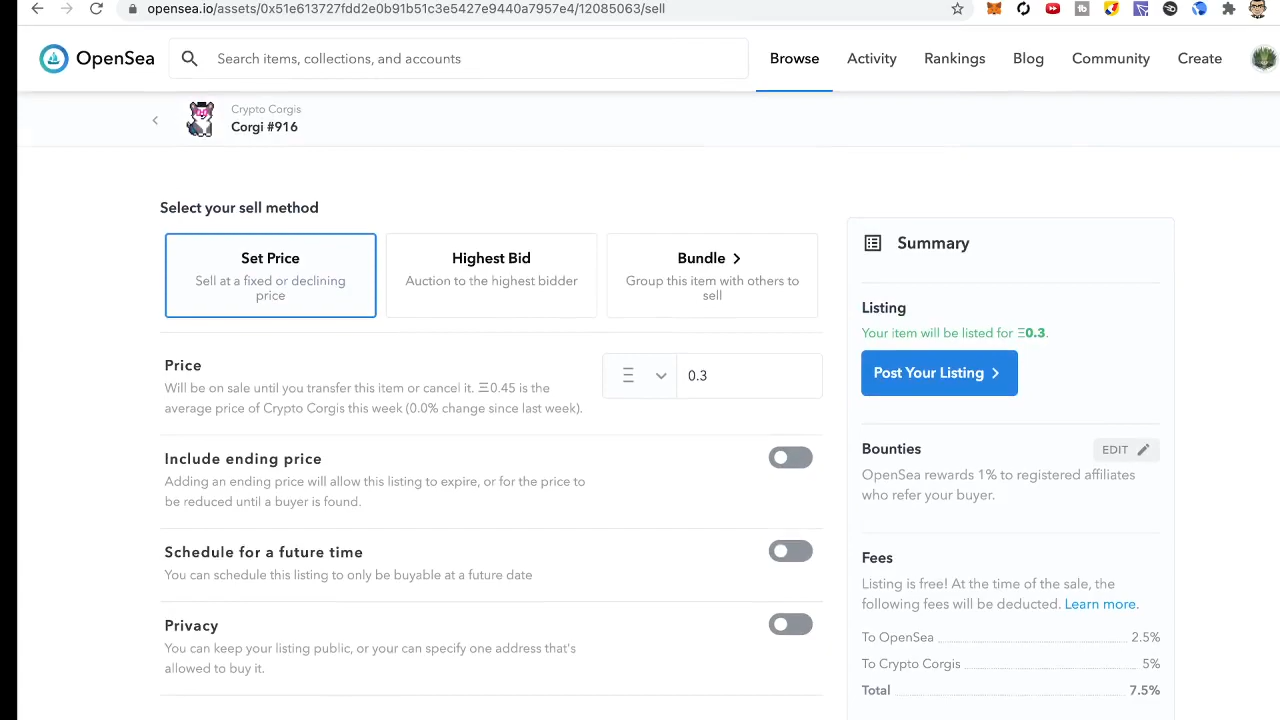 opensea.io/assets/0x51e613727fdd2e0b91b51c3e5427e9440a7957e4/12085063/sell
OpenSea
Search items, collections, and accounts
Browse
Activity
Rankings
Blog
Community
Create
Crypto Corgis
Corgi #916
Select your sell method
Set Price
Sell at a fixed or declining
price
Highest Bid
Auction to the highest bidder
Bundle
Group this item with others to
sell
Price
Will be on sale until you transfer this item or cancel it. Ξ0.45 is the
average price of Crypto Corgis this week (0.0% change since last week).
Ξ
0.3
Include ending price
Adding an ending price will allow this listing to expire, or for the price to
be reduced until a buyer is found.
Schedule for a future time
You can schedule this listing to only be buyable at a future date
Privacy
You can keep your listing public, or your can specify one address that's
allowed to buy it.
Summary
Listing
Your item will be listed for Ξ0.3.
Post Your Listing
Bounties
EDIT
OpenSea rewards 1% to registered affiliates
who refer your buyer.
Fees
Listing is free! At the time of the sale, the
following fees will be deducted. Learn more.
To OpenSea 2.5%
To Crypto Corgis 5%
Total 7.5%